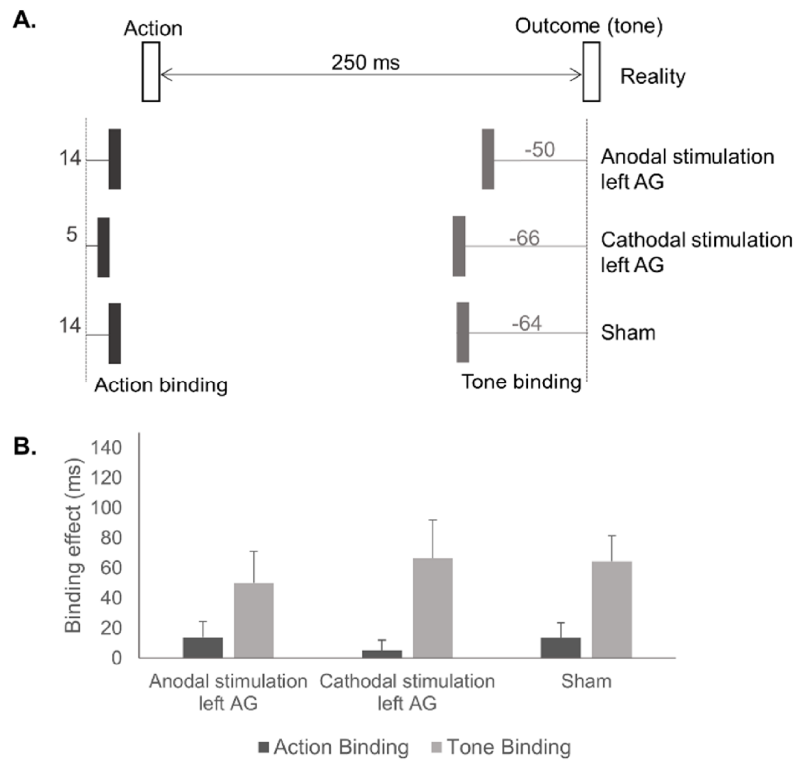 A.
Action
Outcome (tone)
250 ms
Reality
14
-50
Anodal stimulation
left AG
5
-66
Cathodal stimulation
left AG
14
-64
Sham
Action binding
Tone binding
B.
Binding effect (ms)
140
120
100
80
60
40
20
0
Anodal stimulation
left AG
Cathodal stimulation
left AG
Sham
Action Binding
Tone Binding